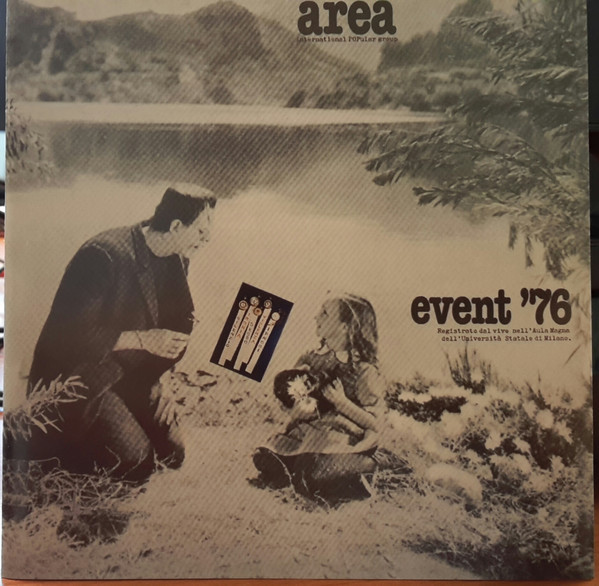 area
international POPular group
event '76
Registrato dal vivo nell'Aula Magna
dell'Università Statale di Milano.